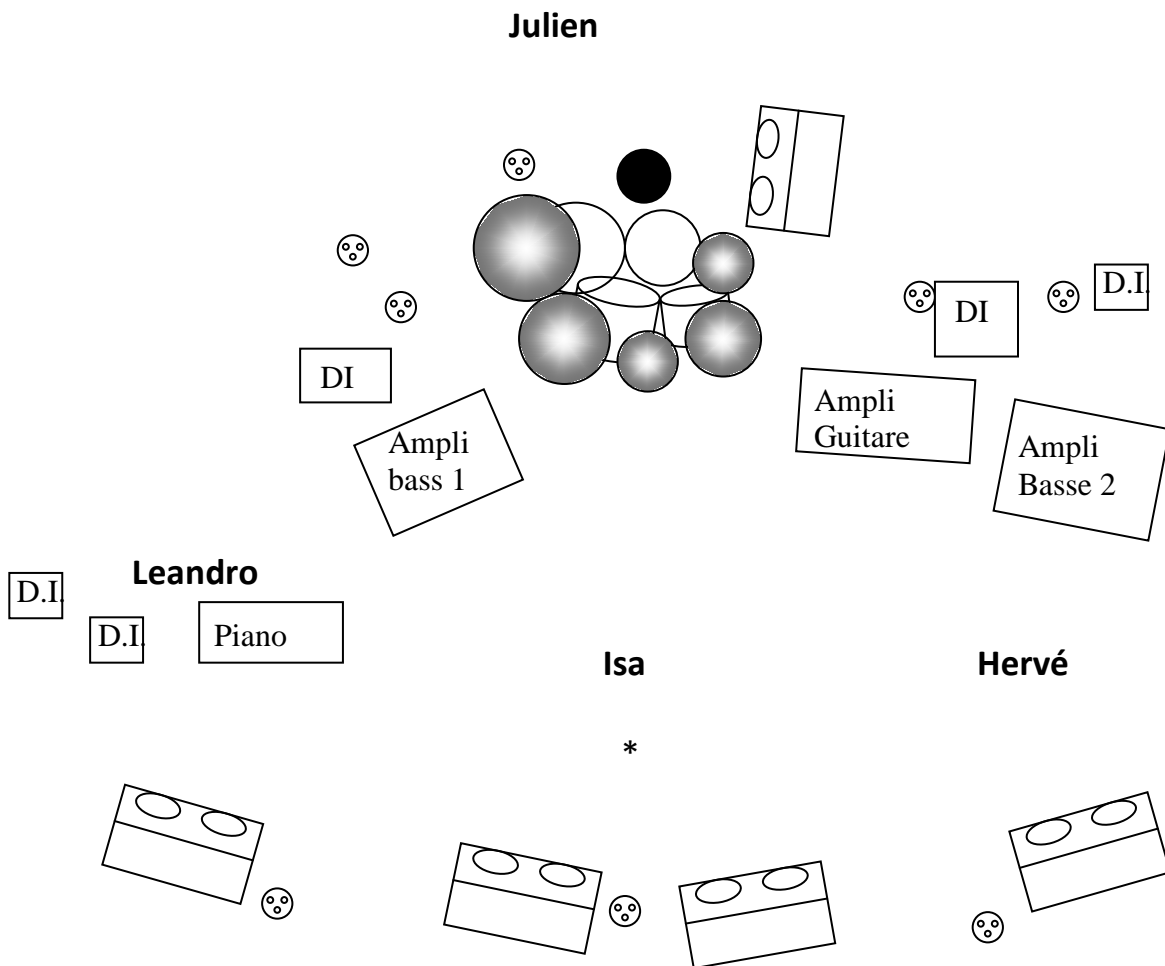 Julien
D.I.
DI
DI
Ampli
Guitare
Ampli
bass 1
Ampli
Basse 2
Leandro
D.I.
D.I.
Piano
Isa
Hervé
*